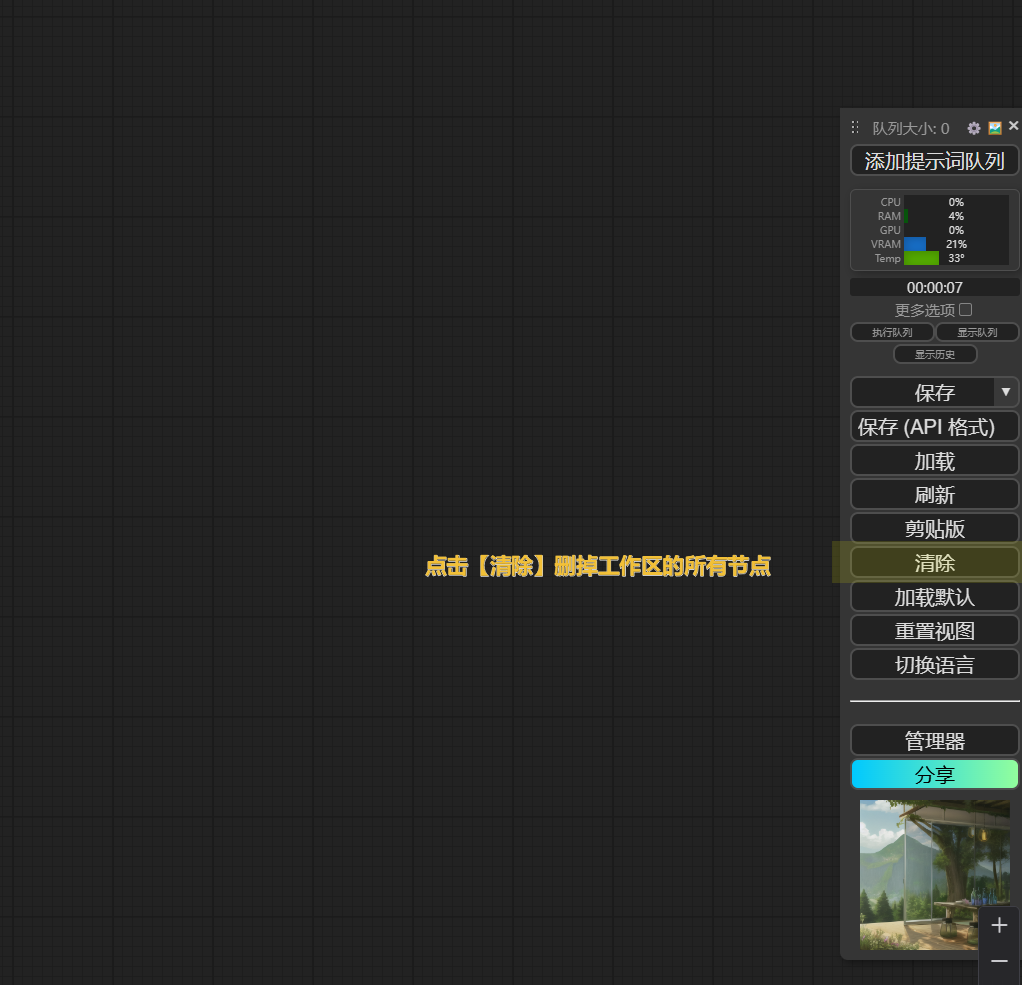 队列大小: 0
添加提示词队列
CPU 0%
RAM 4%
GPU 0%
VRAM 21%
Temp 33°
00:00:07
更多选项
执行队列 显示队列
显示历史
保存 ▼
保存 (API 格式)
加载
刷新
剪贴版
点击【清除】删掉工作区的所有节点
清除
加载默认
重置视图
切换语言
管理器
分享